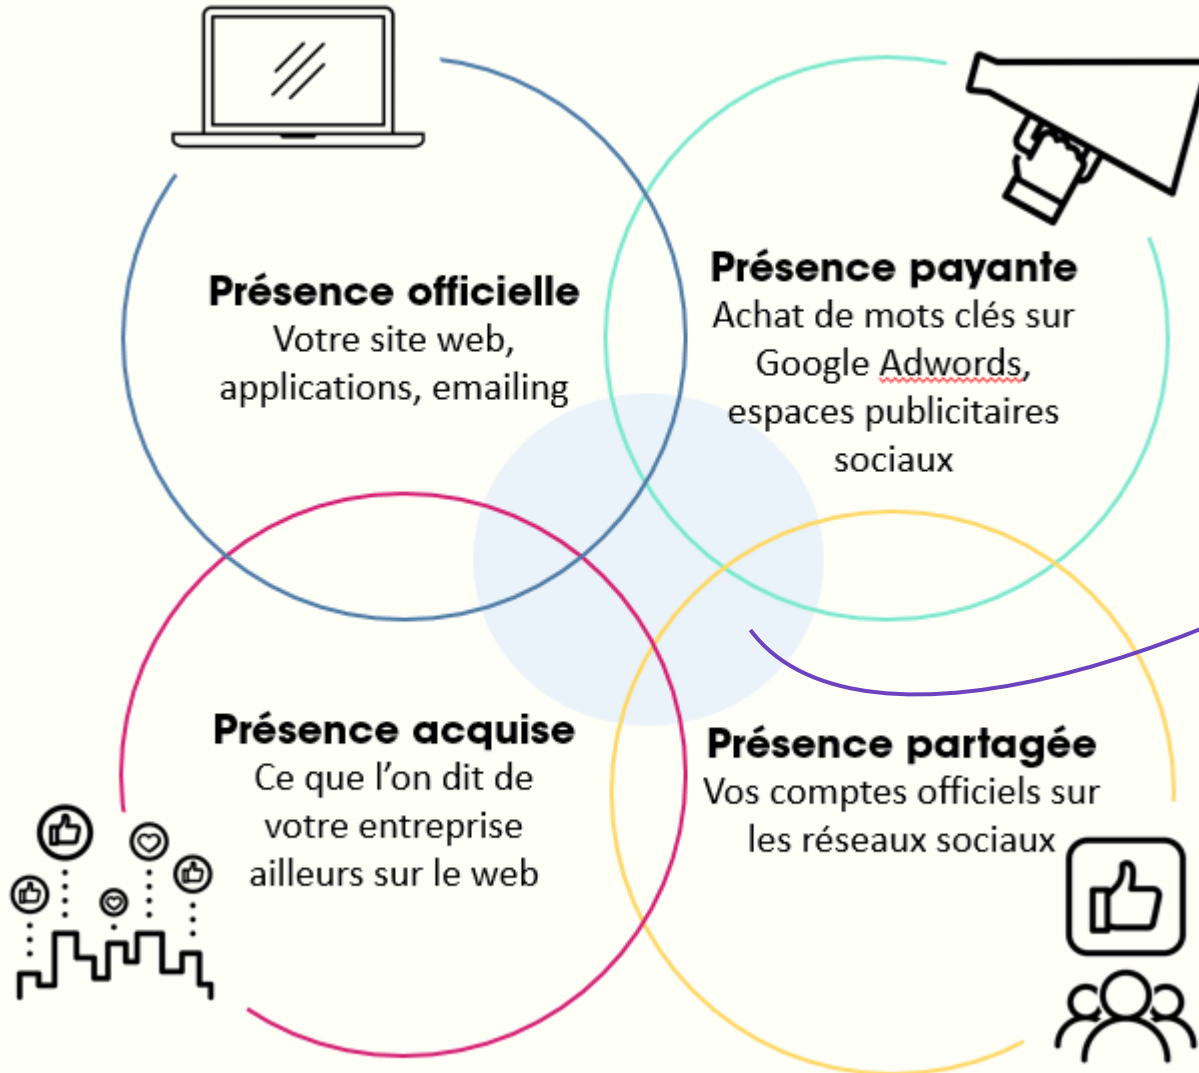 Présence officielle
Votre site web,
applications, emailing
Présence payante
Achat de mots clés sur
Google Adwords,
espaces publicitaires
sociaux
Présence acquise
Ce que l’on dit de
votre entreprise
ailleurs sur le web
Présence partagée
Vos comptes officiels sur
les réseaux sociaux